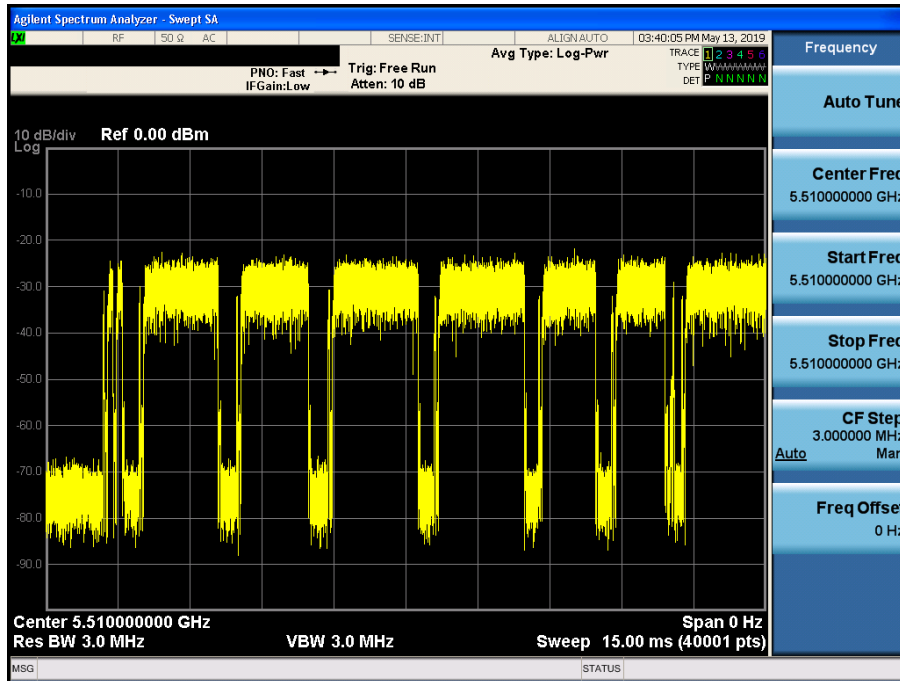 Agilent Spectrum Analyzer - Swept SA
LXI RF 50 Ω AC SENSE:INT ALIGN AUTO 03:40:05 PM May 13, 2019
Frequency
Avg Type: Log-Pwr
TRACE 1 2 3 4 5 6
TYPE WWWWWW
DET P N N N N N
PNO: Fast
IFGain:Low
Trig: Free Run
Atten: 10 dB
Auto Tune
10 dB/div Ref 0.00 dBm
Log
-10.0
-20.0
-30.0
-40.0
-50.0
-60.0
-70.0
-80.0
-90.0
Center Freq
5.510000000 GHz
Start Freq
5.510000000 GHz
Stop Freq
5.510000000 GHz
CF Step
3.000000 MHz
Auto Man
Freq Offset
0 Hz
Center 5.510000000 GHz Span 0 Hz
Res BW 3.0 MHz VBW 3.0 MHz Sweep 15.00 ms (40001 pts)
MSG STATUS